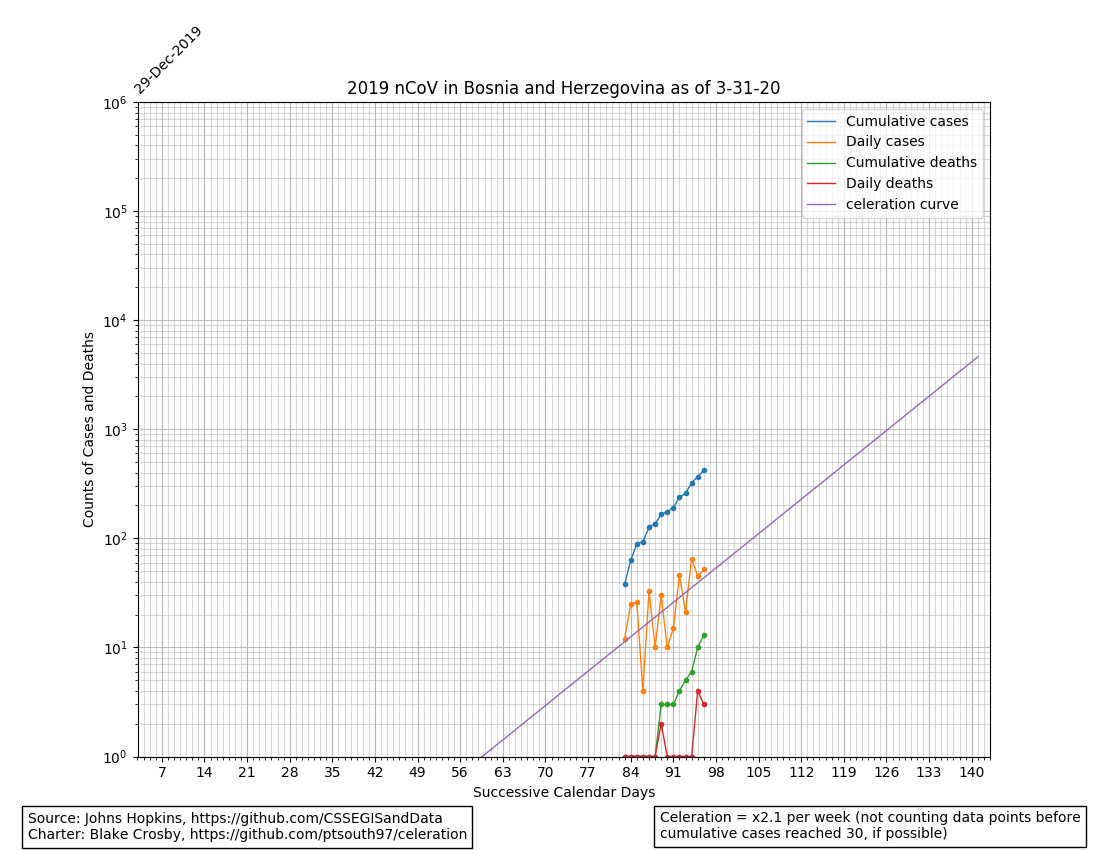 29-Dec-2019
2019 nCoV in Bosnia and Herzegovina as of 3-31-20
Cumulative cases
Daily cases
Cumulative deaths
Daily deaths
celeration curve
Counts of Cases and Deaths
10^6
10^5
10^4
10^3
10^2
10^1
10^0
7 14 21 28 35 42 49 56 63 70 77 84 91 98 105 112 119 126 133 140
Successive Calendar Days
Source: Johns Hopkins, https://github.com/CSSEGISandData
Charter: Blake Crosby, https://github.com/ptsouth97/celeration
Celeration = x2.1 per week (not counting data points before
cumulative cases reached 30, if possible)